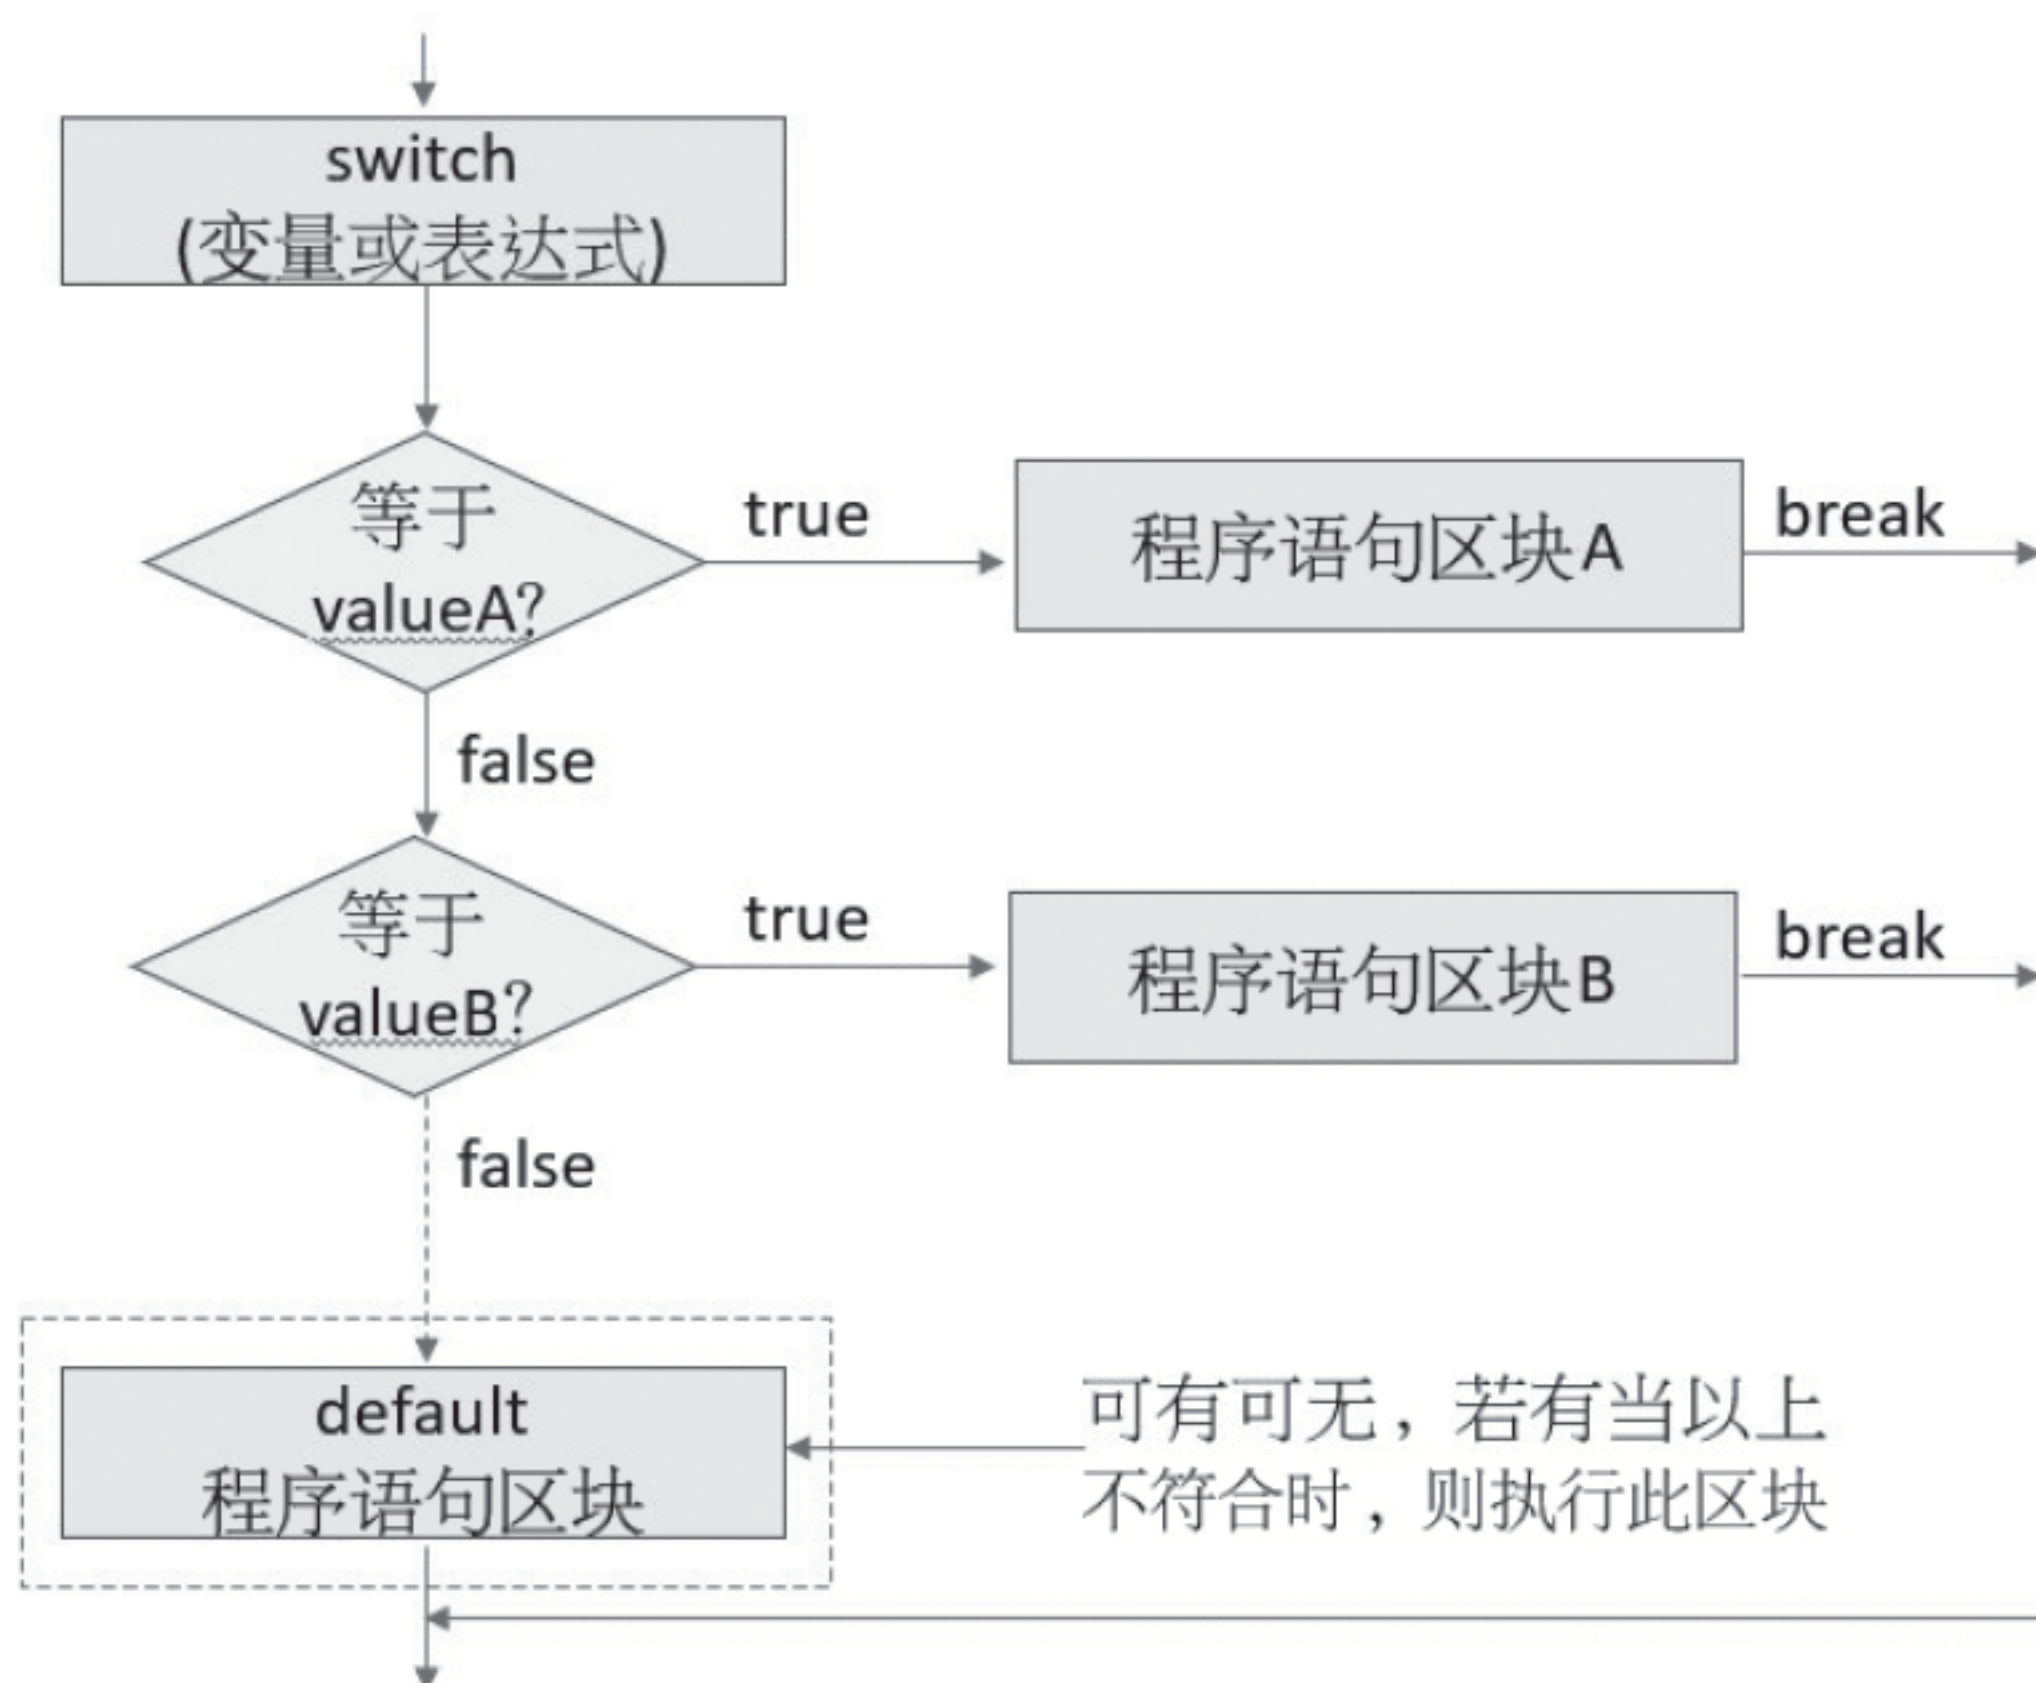 switch
(变量或表达式)
等于
valueA?
true
程序语句区块A
break
false
等于
valueB?
true
程序语句区块B
break
false
default
程序语句区块
可有可无，若有当以上
不符合时，则执行此区块